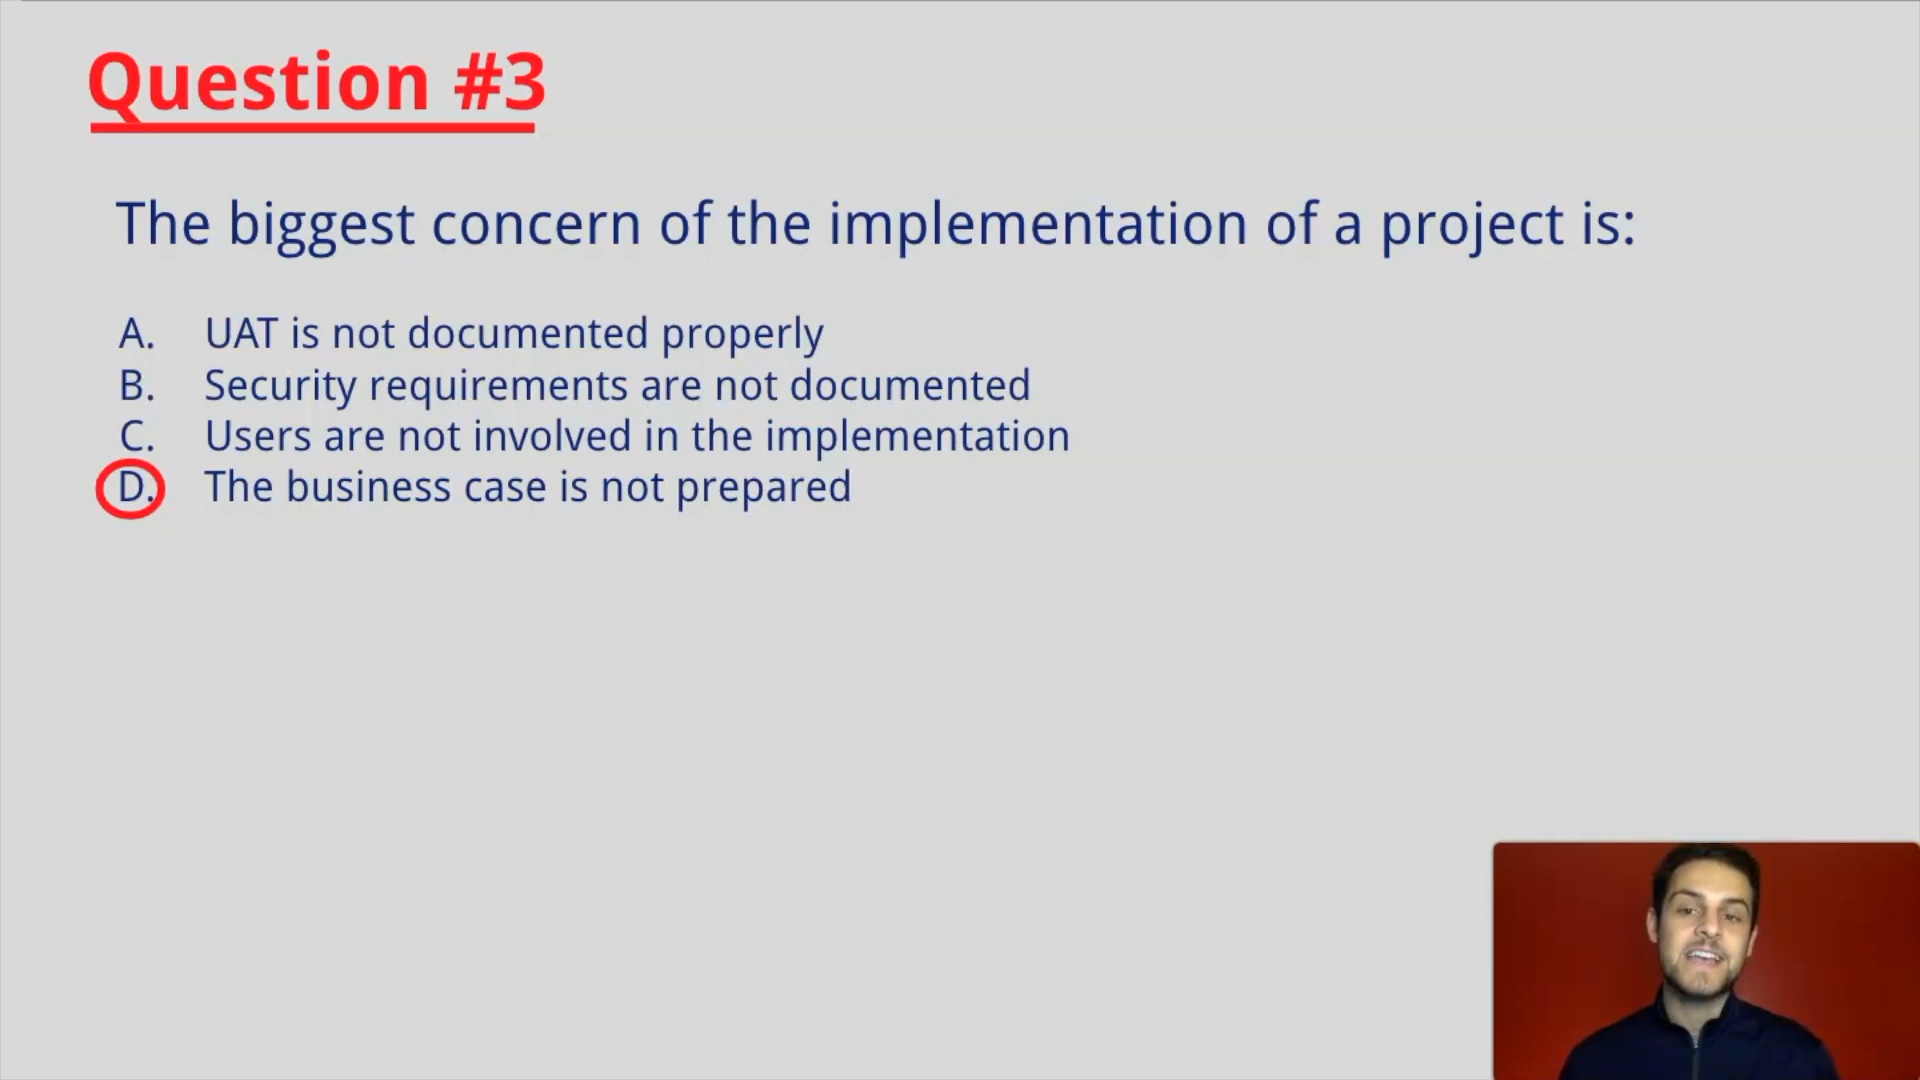 Question #3
The biggest concern of the implementation of a project is:
A. UAT is not documented properly
B. Security requirements are not documented
C. Users are not involved in the implementation
D. The business case is not prepared